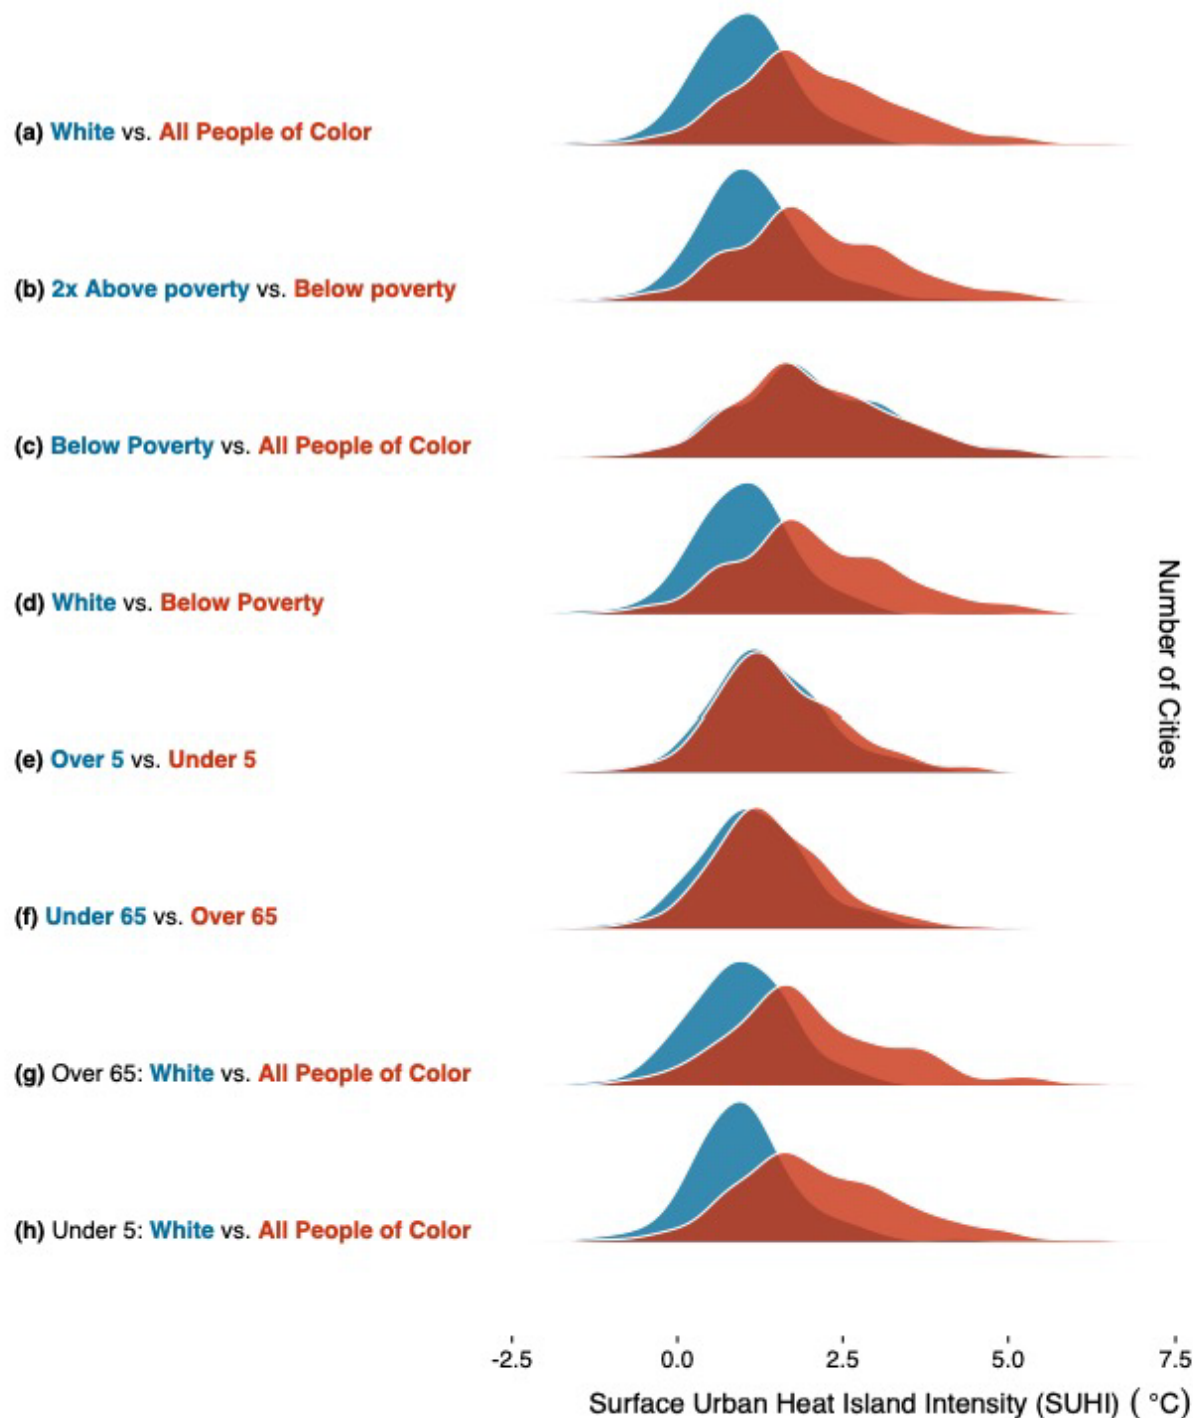 (a) White vs. All People of Color
(b) 2x Above poverty vs. Below poverty
(c) Below Poverty vs. All People of Color
(d) White vs. Below Poverty
(e) Over 5 vs. Under 5
(f) Under 65 vs. Over 65
(g) Over 65: White vs. All People of Color
(h) Under 5: White vs. All People of Color
Number of Cities
-2.5 0.0 2.5 5.0 7.5
Surface Urban Heat Island Intensity (SUHI) ( °C)